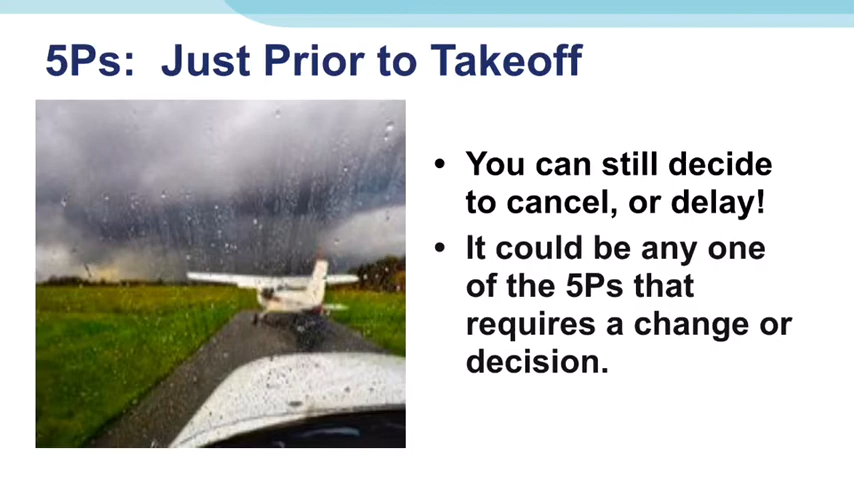 5Ps: Just Prior to Takeoff
• You can still decide
to cancel, or delay!
• It could be any one
of the 5Ps that
requires a change or
decision.